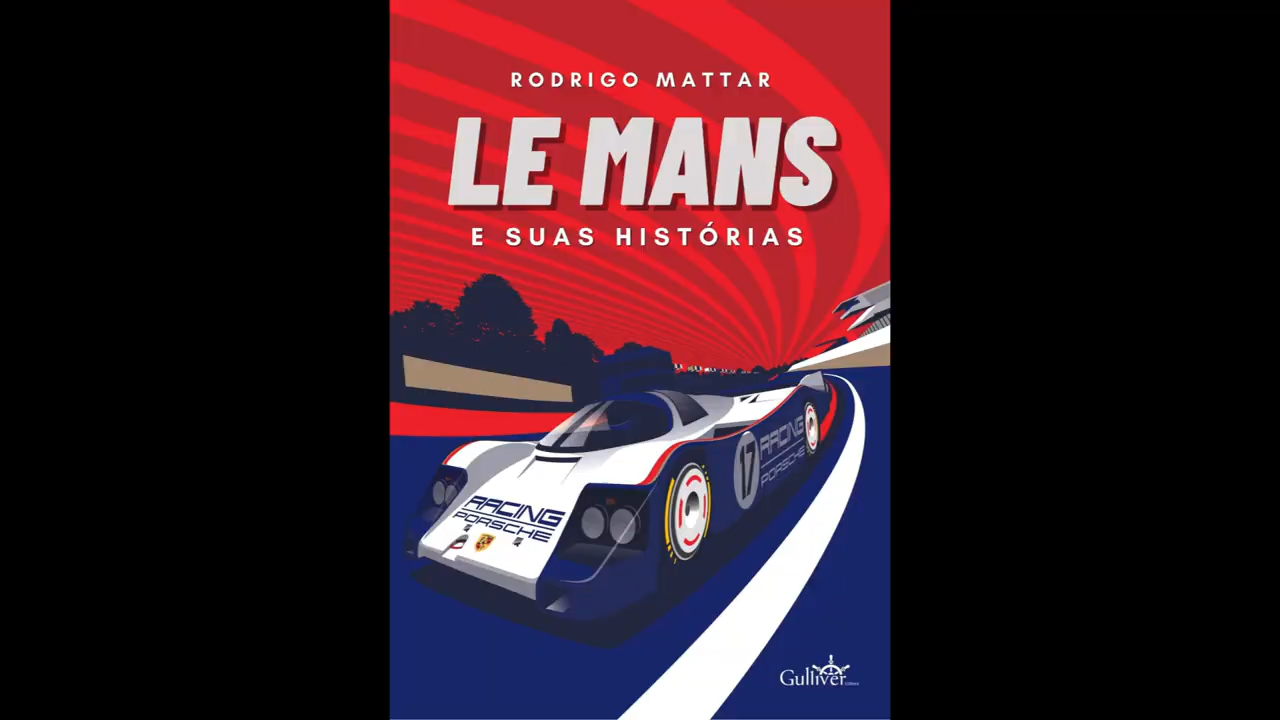 RODRIGO MATTAR
LE MANS
E SUAS HISTÓRIAS
RACING
PORSCHE
17
RACING
PORSCHE
Gulliver